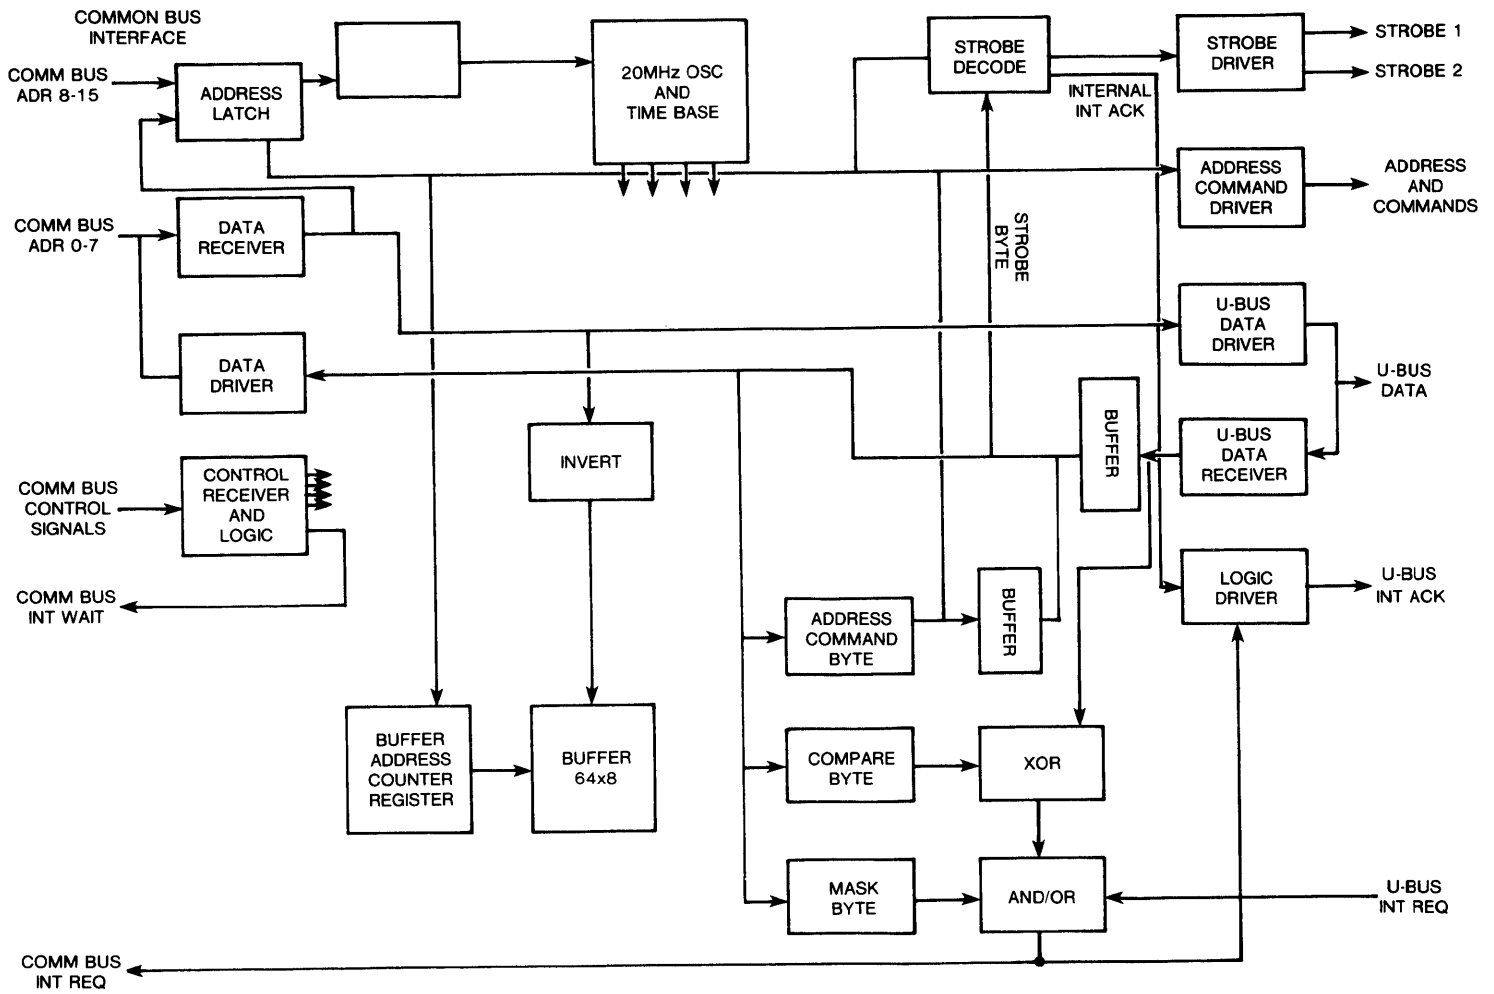 COMMON BUS
INTERFACE
COMM BUS
ADR 8-15
ADDRESS
LATCH
20MHz OSC
AND
TIME BASE
STROBE
DECODE
INTERNAL
INT ACK
STROBE
DRIVER
STROBE 1
STROBE 2
ADDRESS
COMMAND
DRIVER
ADDRESS
AND
COMMANDS
COMM BUS
ADR 0-7
DATA
RECEIVER
STROBE
BYTE
DATA
DRIVER
U-BUS
DATA
DRIVER
U-BUS
DATA
INVERT
BUFFER
U-BUS
DATA
RECEIVER
COMM BUS
CONTROL
SIGNALS
CONTROL
RECEIVER
AND
LOGIC
COMM BUS
INT WAIT
ADDRESS
COMMAND
BYTE
BUFFER
LOGIC
DRIVER
U-BUS
INT ACK
BUFFER
ADDRESS
COUNTER
REGISTER
BUFFER
64x8
COMPARE
BYTE
XOR
MASK
BYTE
AND/OR
U-BUS
INT REQ
COMM BUS
INT REQ